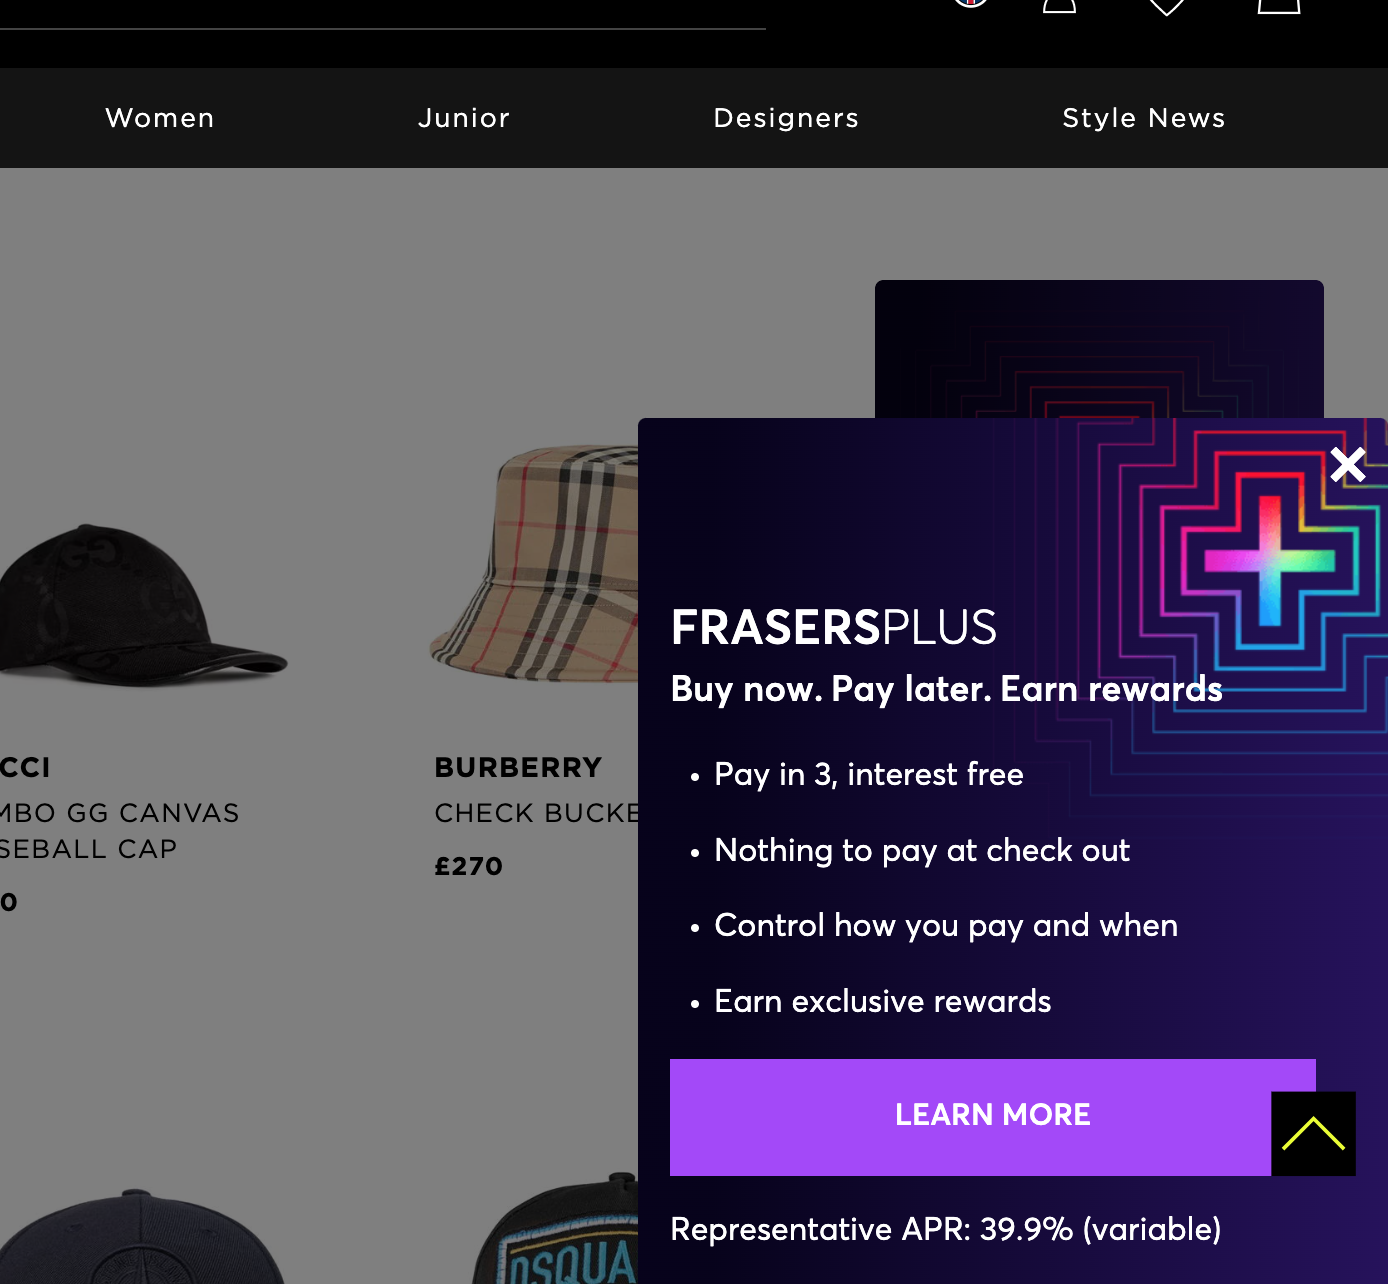 Women
Junior
Designers
Style News
FRASERSPLUS
Buy now. Pay later. Earn rewards
CCI
BURBERRY
MBO GG CANVAS
CHECK BUCKE
SEBALL CAP
£270
0
• Pay in 3, interest free
• Nothing to pay at check out
• Control how you pay and when
• Earn exclusive rewards
LEARN MORE
Representative APR: 39.9% (variable)
DSQUA